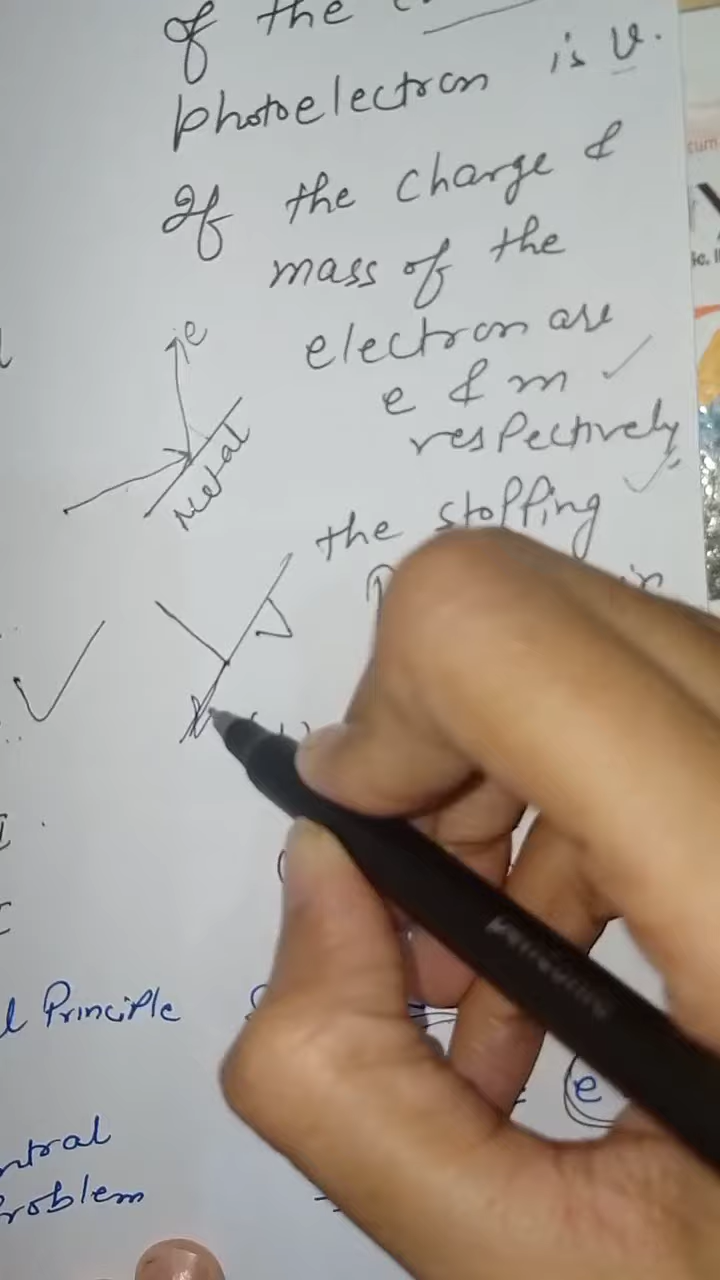 of the
photoelectron is v.
If the charge &
mass of the
electron are
e & m
respectively
the stopping
in
e
Metal
Principle
e
ntral
roblem